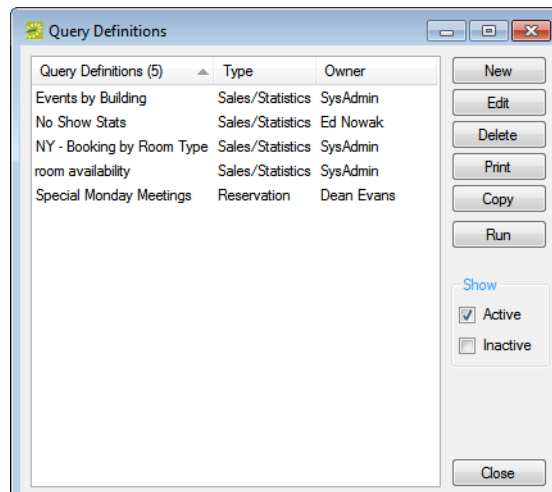 Query Definitions
Query Definitions (5) Type Owner
Events by Building Sales/Statistics SysAdmin
No Show Stats Sales/Statistics Ed Nowak
NY - Booking by Room Type Sales/Statistics SysAdmin
room availability Sales/Statistics SysAdmin
Special Monday Meetings Reservation Dean Evans
New
Edit
Delete
Print
Copy
Run
Show
Active
Inactive
Close